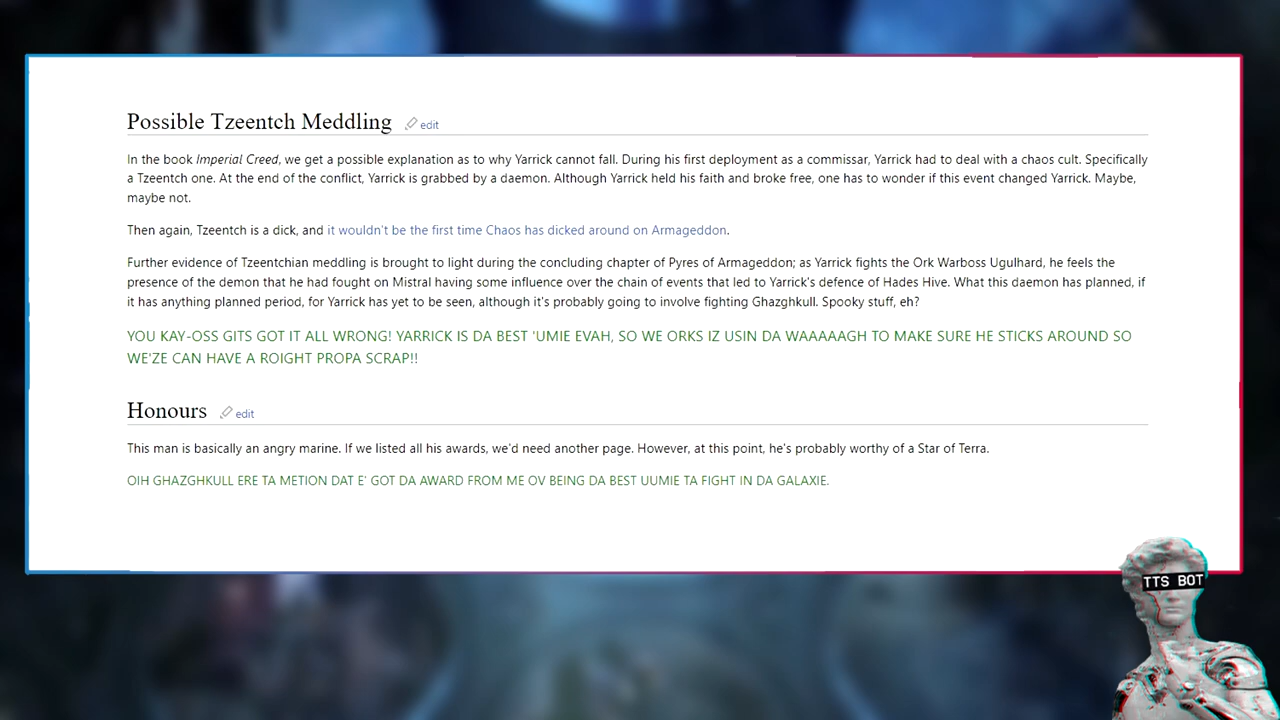 Possible Tzeentch Meddling edit
In the book Imperial Creed, we get a possible explanation as to why Yarrick cannot fall. During his first deployment as a commissar, Yarrick had to deal with a chaos cult. Specifically
a Tzeentch one. At the end of the conflict, Yarrick is grabbed by a daemon. Although Yarrick held his faith and broke free, one has to wonder if this event changed Yarrick. Maybe,
maybe not.
Then again, Tzeentch is a dick, and it wouldn't be the first time Chaos has dicked around on Armageddon.
Further evidence of Tzeentchian meddling is brought to light during the concluding chapter of Pyres of Armageddon; as Yarrick fights the Ork Warboss Ugulhard, he feels the
presence of the demon that he had fought on Mistral having some influence over the chain of events that led to Yarrick's defence of Hades Hive. What this daemon has planned, if
it has anything planned period, for Yarrick has yet to be seen, although it's probably going to involve fighting Ghazghkull. Spooky stuff, eh?
YOU KAY-OSS GITS GOT IT ALL WRONG! YARRICK IS DA BEST 'UMIE EVAH, SO WE ORKS IZ USIN DA WAAAAAGH TO MAKE SURE HE STICKS AROUND SO
WE'ZE CAN HAVE A ROIGHT PROPA SCRAP!!
Honours edit
This man is basically an angry marine. If we listed all his awards, we'd need another page. However, at this point, he's probably worthy of a Star of Terra.
OIH GHAZGHKULL ERE TA METION DAT E' GOT DA AWARD FROM ME OV BEING DA BEST UUMIE TA FIGHT IN DA GALAXIE.
TTS BOT